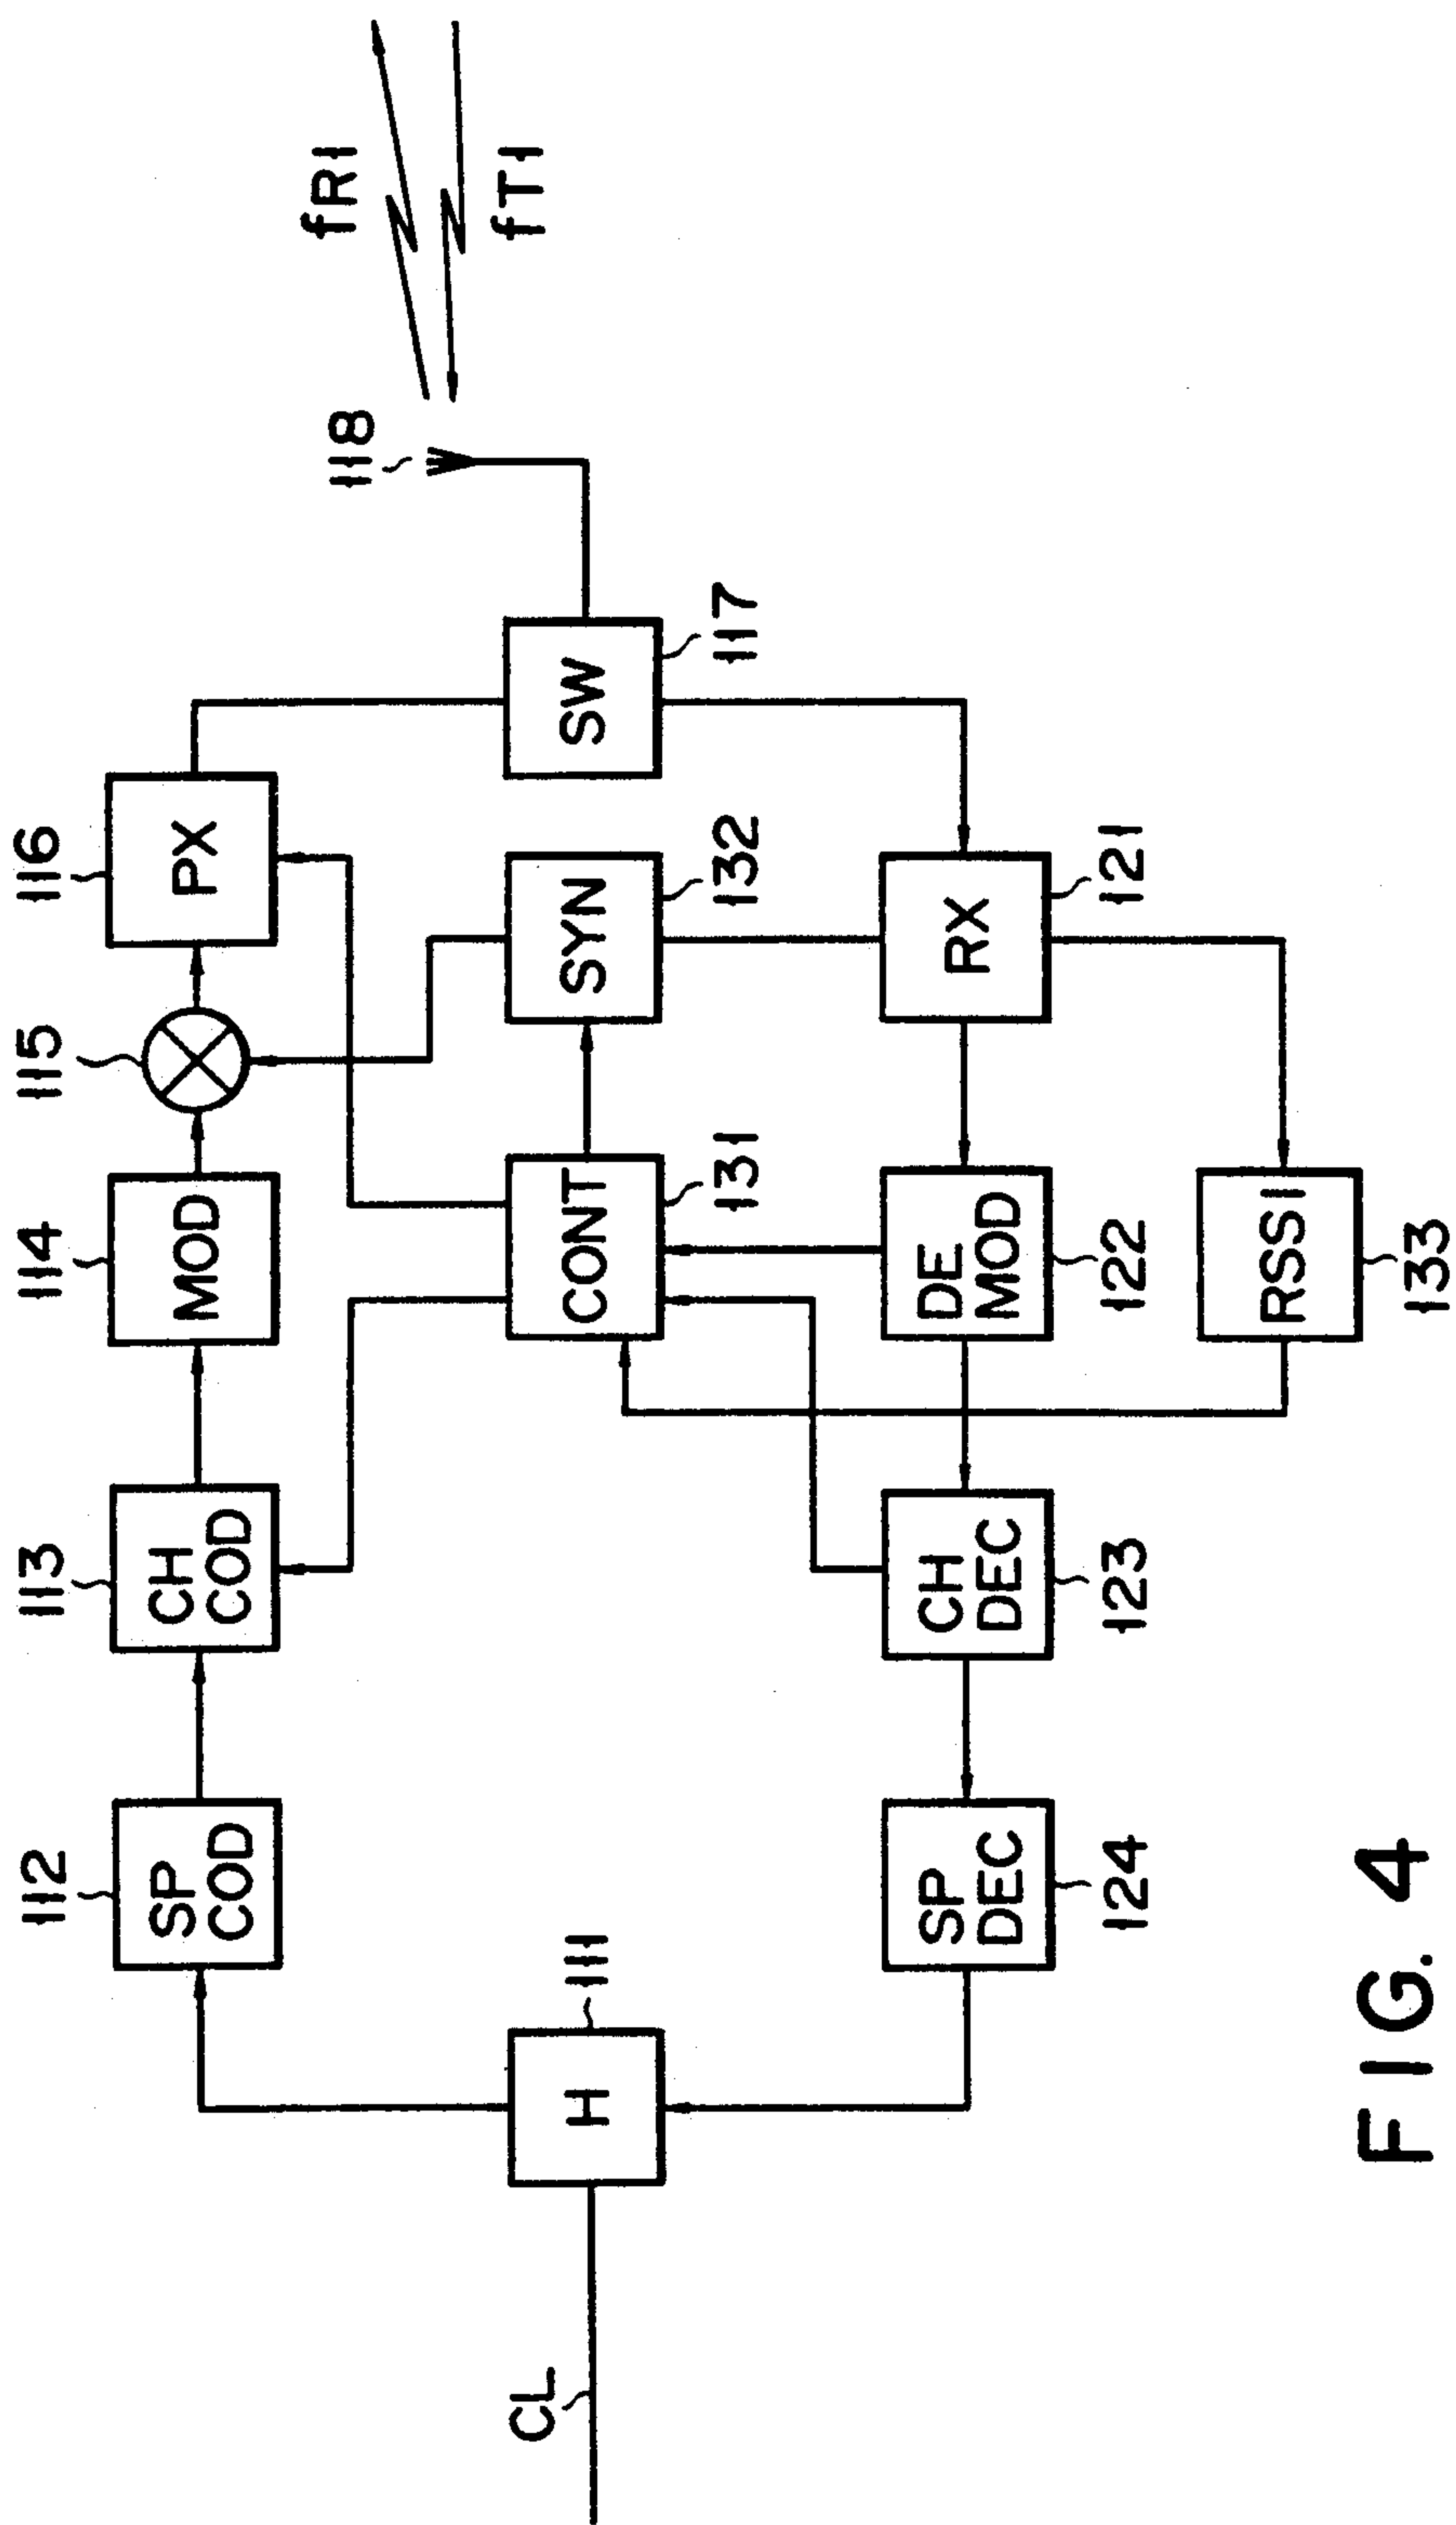 112
SP
COD
113
CH
COD
114
MOD
115
116
PX
fR1
118
fT1
CL
H
111
CONT
131
SYN
132
SW
117
SP
DEC
124
CH
DEC
123
DE
MOD
122
RX
121
RSSI
133
FIG. 4